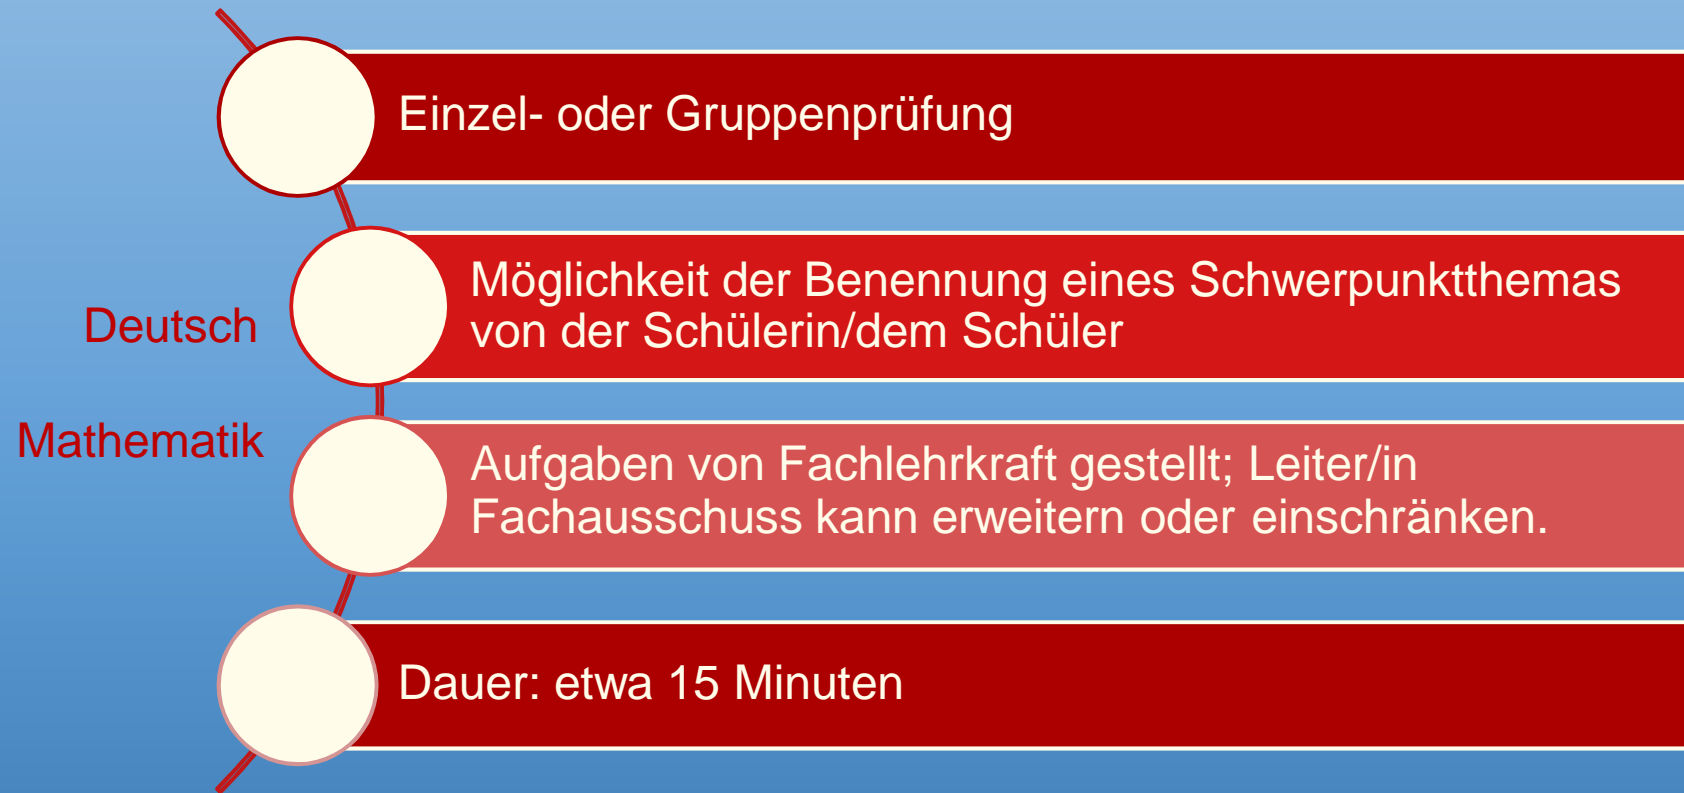 Deutsch
Mathematik
Einzel- oder Gruppenprüfung
Möglichkeit der Benennung eines Schwerpunktthemas
von der Schülerin/dem Schüler
Aufgaben von Fachlehrkraft gestellt; Leiter/in
Fachausschuss kann erweitern oder einschränken.
Dauer: etwa 15 Minuten